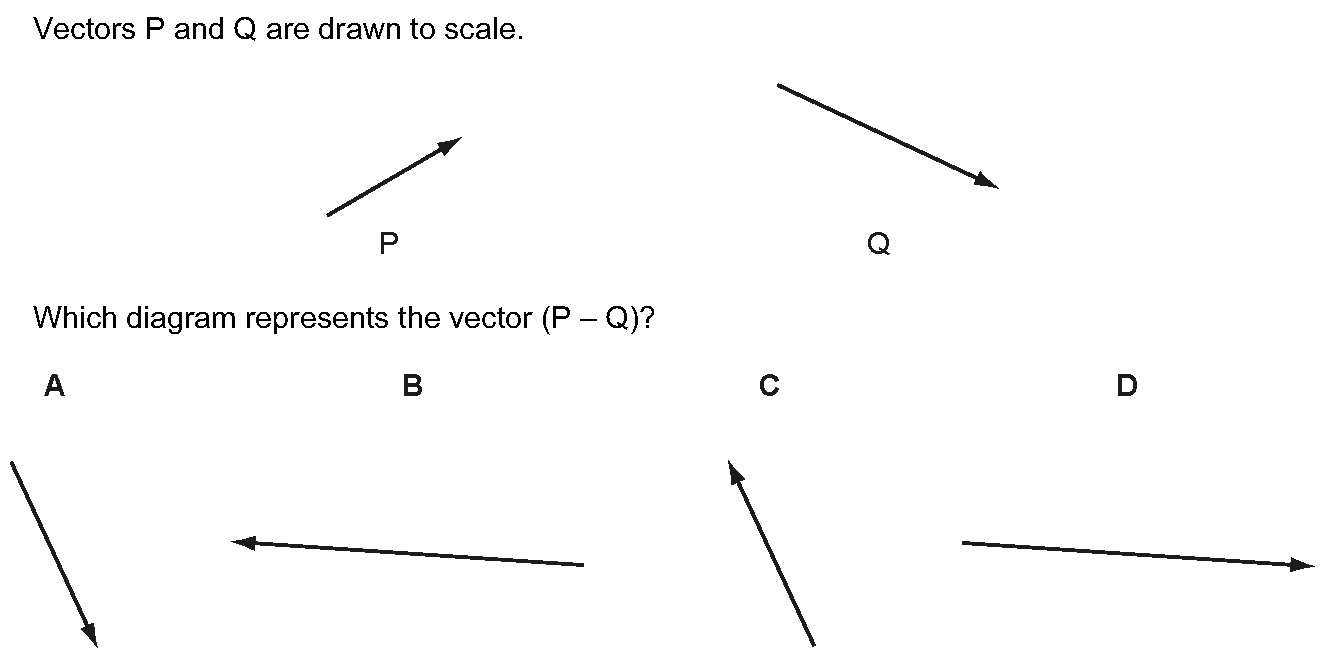 Vectors P and Q are drawn to scale.
P
Q
Which diagram represents the vector (P – Q)?
A
B
C
D